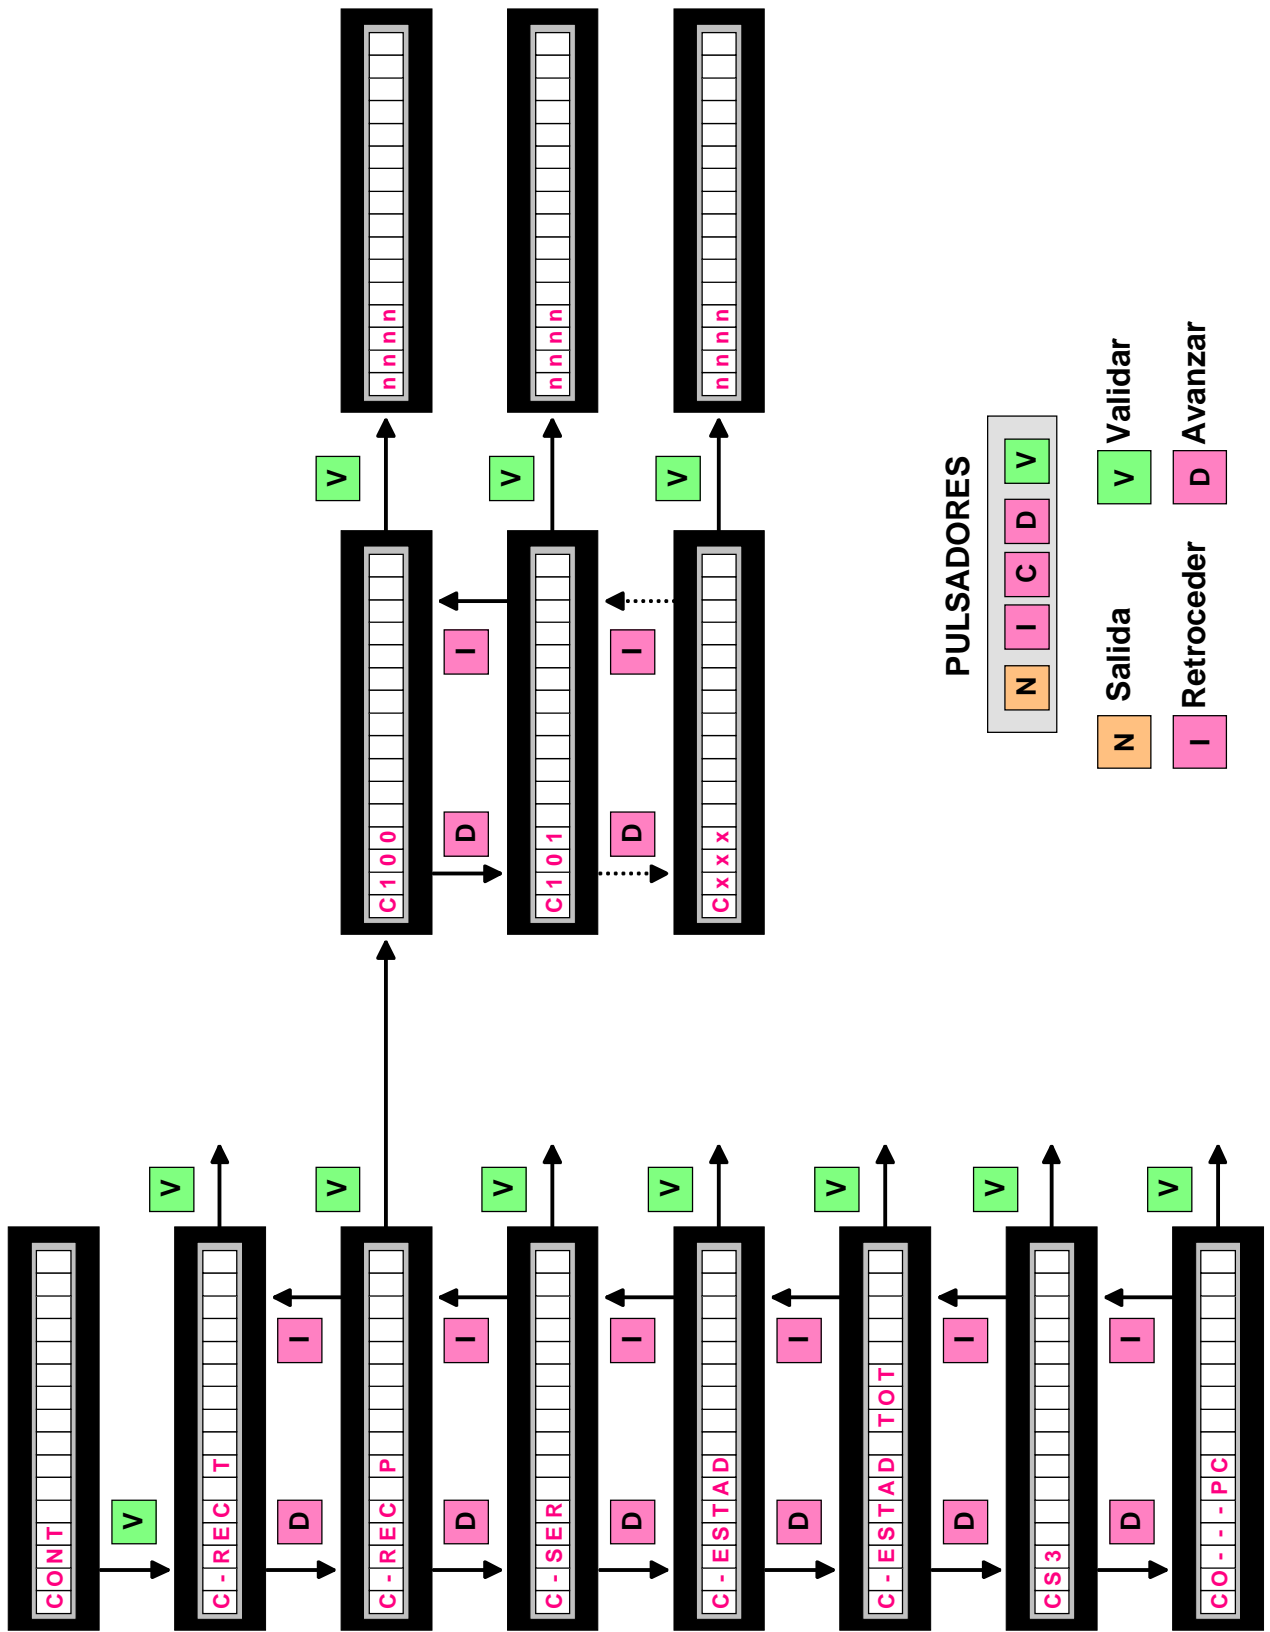 CONT
V
V
C-REC T
D I
V V
C-REC P C100 nnnn
D I D I
V V
C-SER C101 nnnn
D I D I
V V
C-ESTAD Cxxx nnnn
D I
V
C-ESTAD TOT
D I
V
CS3
D I
V
CO---PC
PULSADORES
N I C D V
N Salida V Validar
I Retroceder D Avanzar